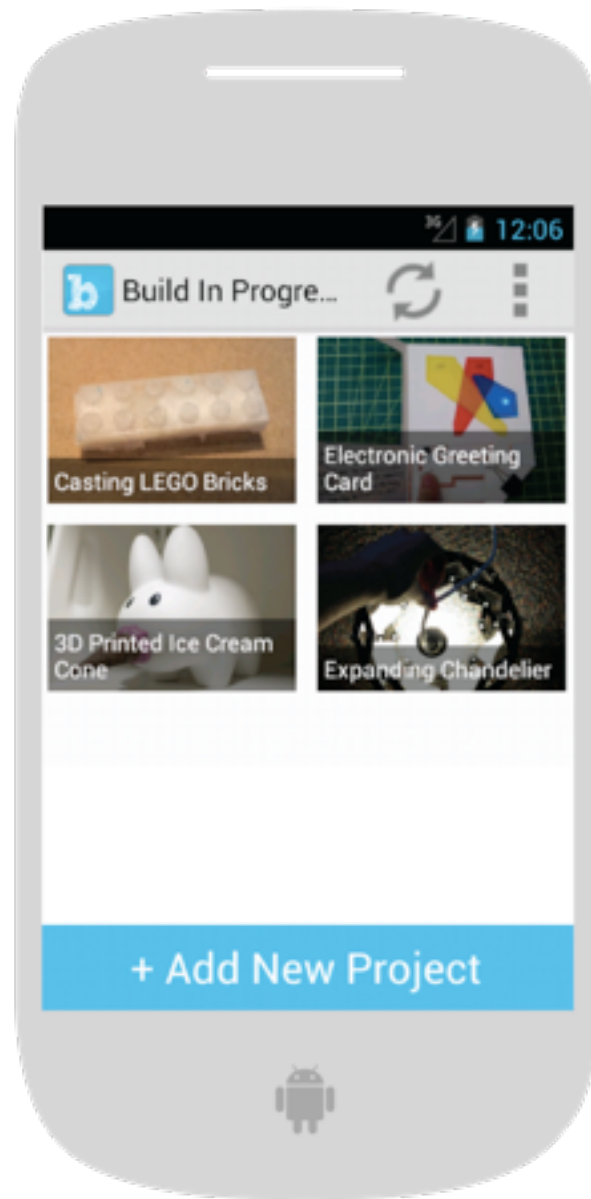 3G 12:06
b Build In Progre...
Casting LEGO Bricks
Electronic Greeting
Card
3D Printed Ice Cream
Cone
Expanding Chandelier
+ Add New Project